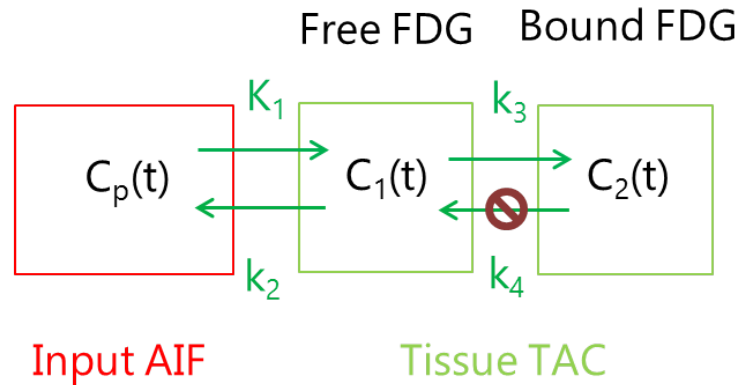 Free FDG Bound FDG
K₁ k₃
Cₚ(t) C₁(t) C₂(t)
k₂ k₄
Input AIF Tissue TAC